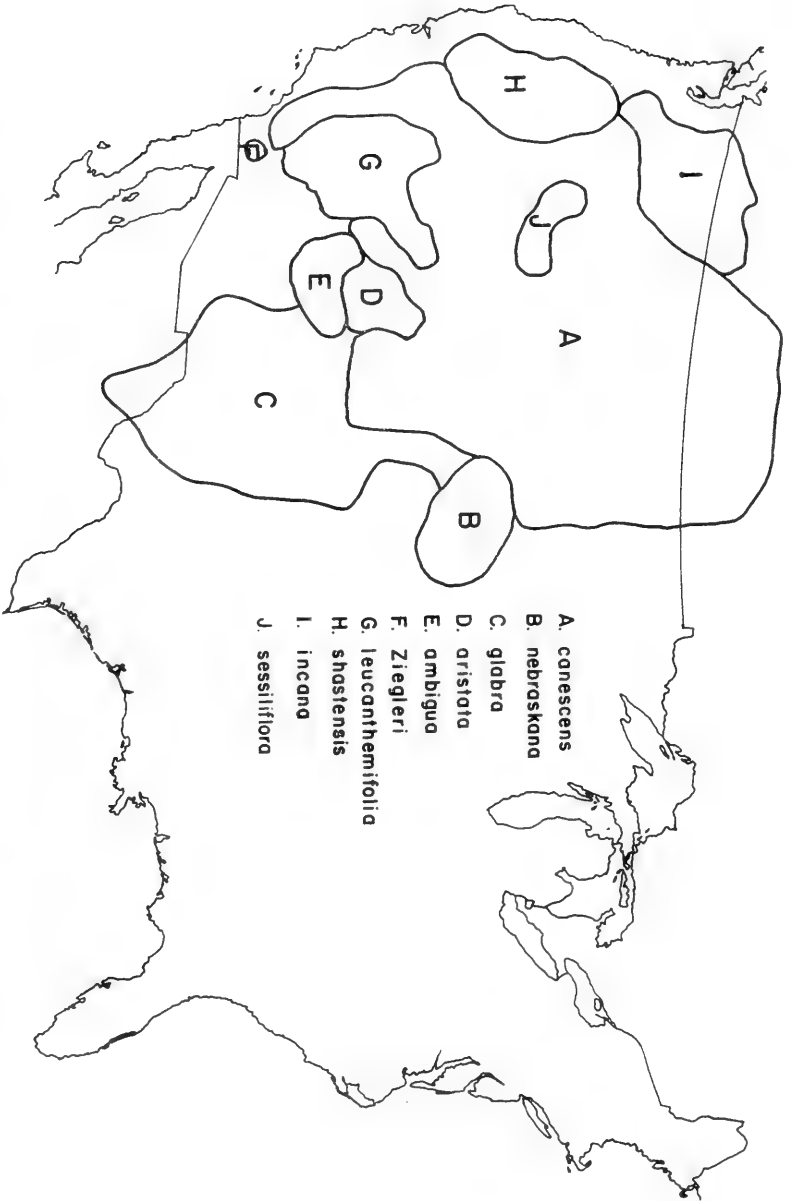 H
I
G
F
J
E
D
A
C
B
A. canescens
B. nebraskana
C. glabra
D. aristata
E. ambigua
F. Ziegleri
G. leucanthemifolia
H. shastensis
I. incana
J. sessiliflora